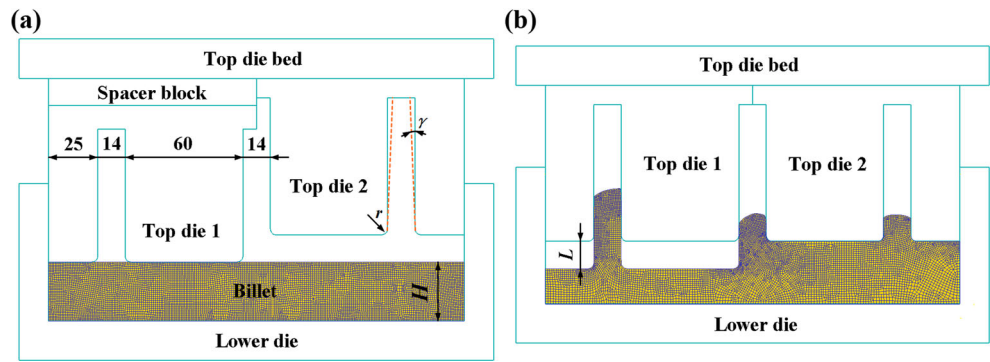 (a)
Top die bed
Spacer block
γ
25
14
60
14
Top die 2
r
Top die 1
Billet
H
Lower die
(b)
Top die bed
Top die 1
Top die 2
L
Lower die